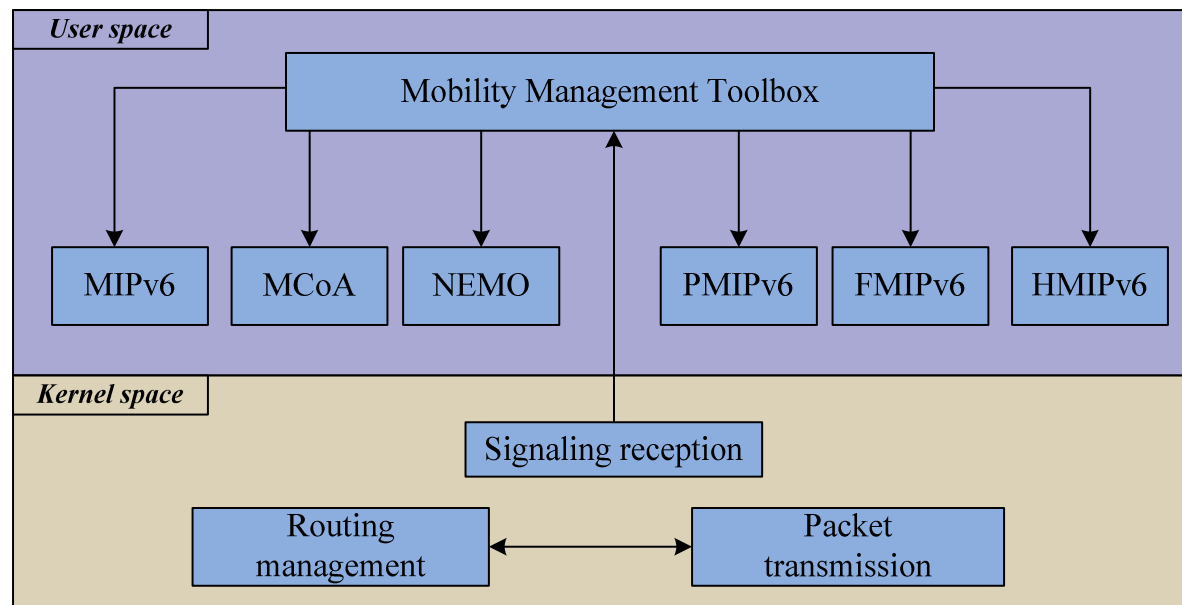 User space
Mobility Management Toolbox
MIPv6
MCoA
NEMO
PMIPv6
FMIPv6
HMIPv6
Kernel space
Signaling reception
Routing
management
Packet
transmission